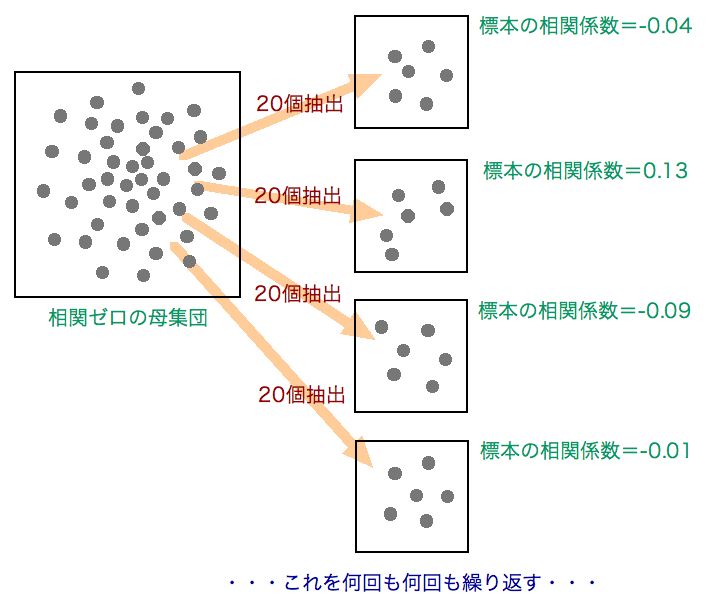 標本の相関係数＝-0.04
20個抽出
標本の相関係数＝0.13
20個抽出
標本の相関係数＝-0.09
20個抽出
相関ゼロの母集団
20個抽出
標本の相関係数＝-0.01
・・・これを何回も何回も繰り返す・・・